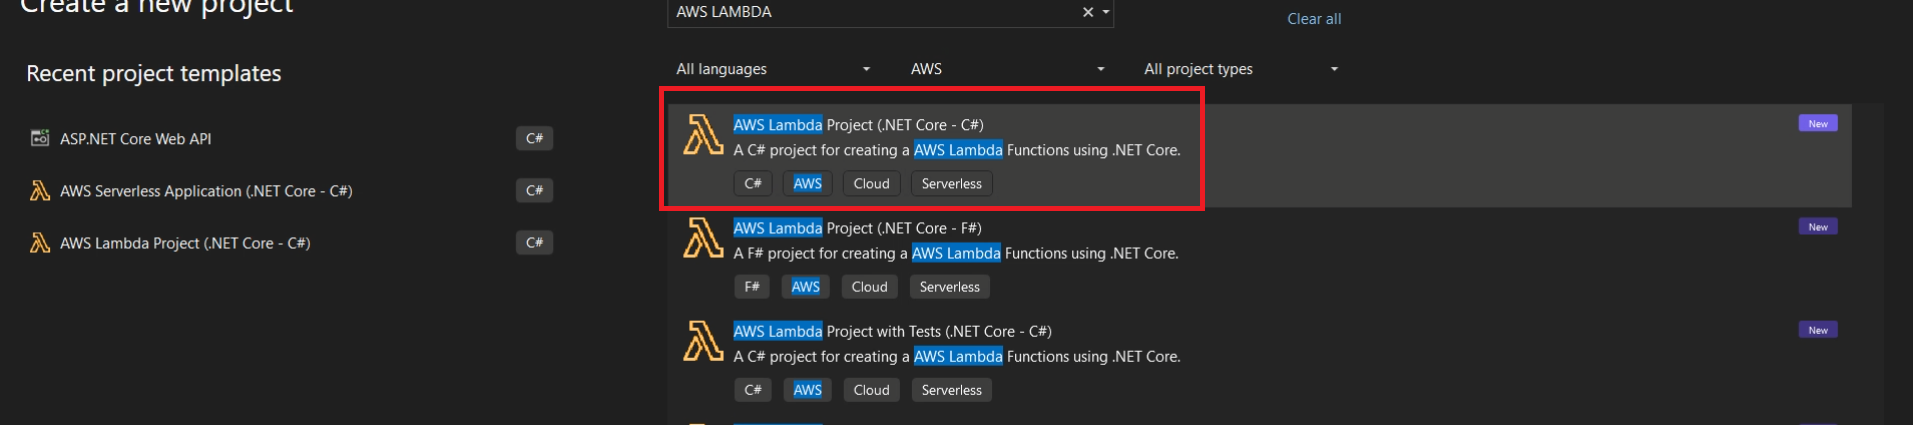 Create a new project
Recent project templates
ASP.NET Core Web API C#
AWS Serverless Application (.NET Core - C#) C#
AWS Lambda Project (.NET Core - C#) C#
AWS LAMBDA
Clear all
All languages AWS All project types
AWS Lambda Project (.NET Core - C#) New
A C# project for creating a AWS Lambda Functions using .NET Core.
C# AWS Cloud Serverless
AWS Lambda Project (.NET Core - F#) New
A F# project for creating a AWS Lambda Functions using .NET Core.
F# AWS Cloud Serverless
AWS Lambda Project with Tests (.NET Core - C#) New
A C# project for creating a AWS Lambda Functions using .NET Core.
C# AWS Cloud Serverless